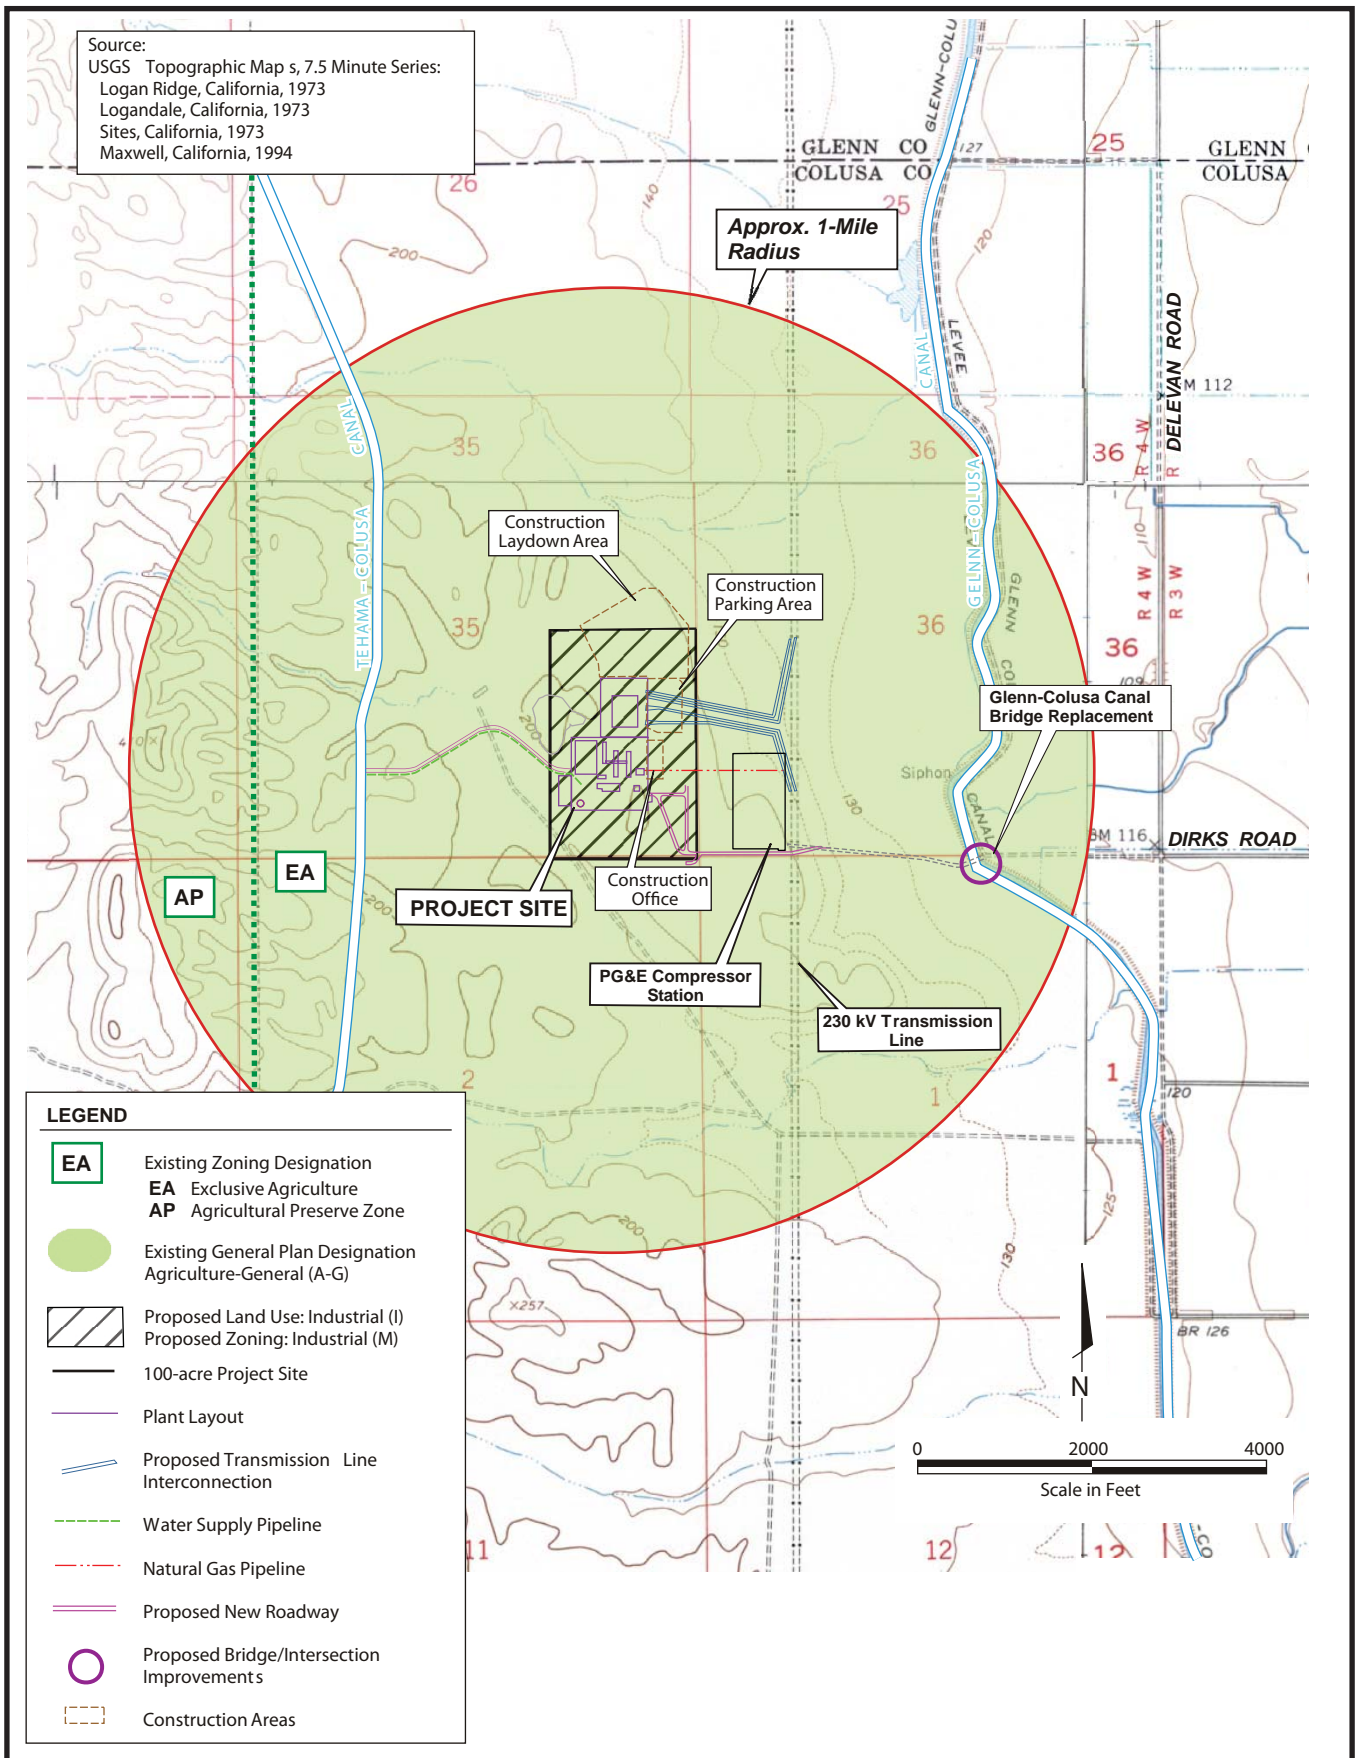 Source:
USGS Topographic Map s, 7.5 Minute Series:
Logan Ridge, California, 1973
Logandale, California, 1973
Sites, California, 1973
Maxwell, California, 1994
GLENN-COLU
GLENN CO
COLUSA CO
127
25
GLENN
COLUSA
26
25
140
200
120
Approx. 1-Mile
Radius
CANAL
LEVEE
DELEVAN ROAD
M 112
R 4 W
R
36
35
36
CANAL
TEHAMA-COLUSA
GELNN-COLUSA
110
R 4 W
R 3 W
Construction
Laydown Area
Construction
Parking Area
GLENN
35
36
36
109
Glenn-Colusa Canal
Bridge Replacement
200
Siphon
130
CANAL
BM 116
DIRKS ROAD
EA
AP
200
PROJECT SITE
Construction
Office
PG&E Compressor
Station
230 kV Transmission
Line
2
1
1
120
125
200
130
X257
BR 126
LEGEND
EA
Existing Zoning Designation
EA Exclusive Agriculture
AP Agricultural Preserve Zone
Existing General Plan Designation
Agriculture-General (A-G)
Proposed Land Use: Industrial (I)
Proposed Zoning: Industrial (M)
100-acre Project Site
Plant Layout
Proposed Transmission Line
Interconnection
Water Supply Pipeline
Natural Gas Pipeline
Proposed New Roadway
Proposed Bridge/Intersection
Improvements
Construction Areas
N
0 2000 4000
Scale in Feet
11
12
12
-CO